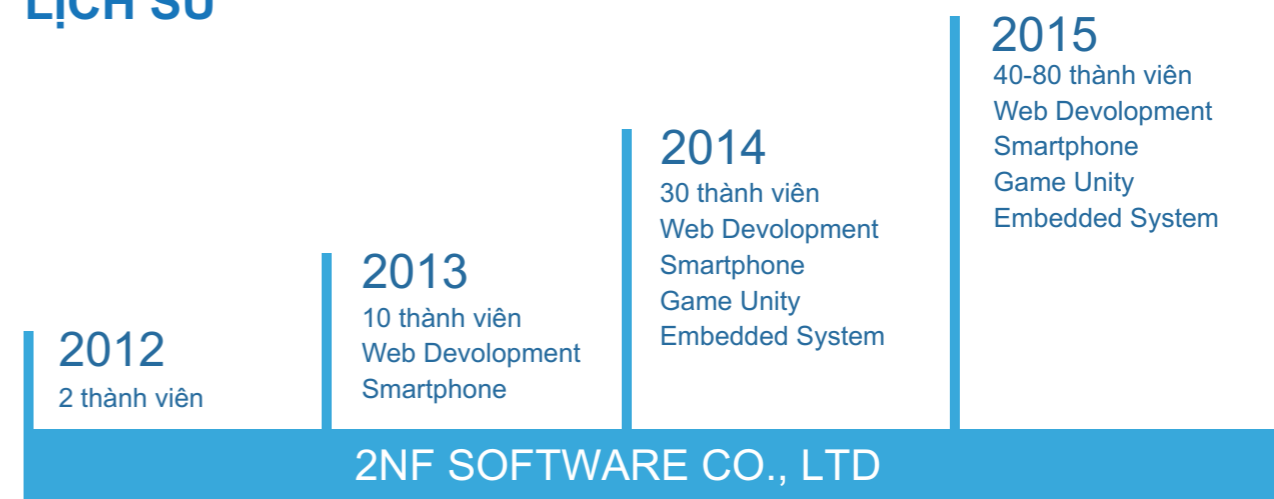 LỊCH SỬ
2012
2 thành viên
2013
10 thành viên
Web Devolopment
Smartphone
2014
30 thành viên
Web Devolopment
Smartphone
Game Unity
Embedded System
2015
40-80 thành viên
Web Devolopment
Smartphone
Game Unity
Embedded System
2NF SOFTWARE CO., LTD